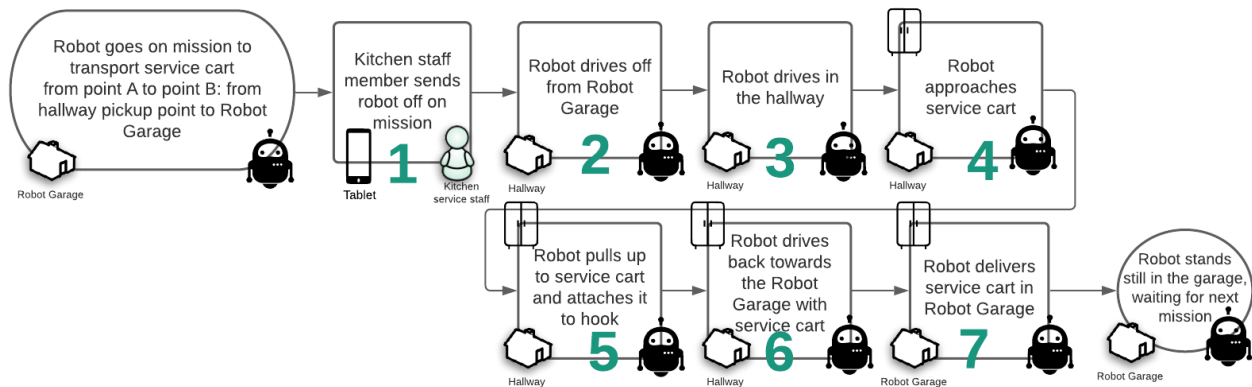 Robot goes on mission to
transport service cart
from point A to point B: from
hallway pickup point to Robot
Garage
Robot Garage
Kitchen staff
member sends
robot off on
mission
1
Tablet
Kitchen
service staff
Robot drives off
from Robot
Garage
2
Hallway
Robot drives in
the hallway
3
Hallway
Robot
approaches
service cart
4
Hallway
Robot pulls up
to service cart
and attaches it
to hook
5
Hallway
Robot drives
back towards
the Robot
Garage with
service cart
6
Hallway
Robot delivers
service cart in
Robot Garage
7
Robot Garage
Robot stands
still in the garage,
waiting for next
mission
Robot Garage